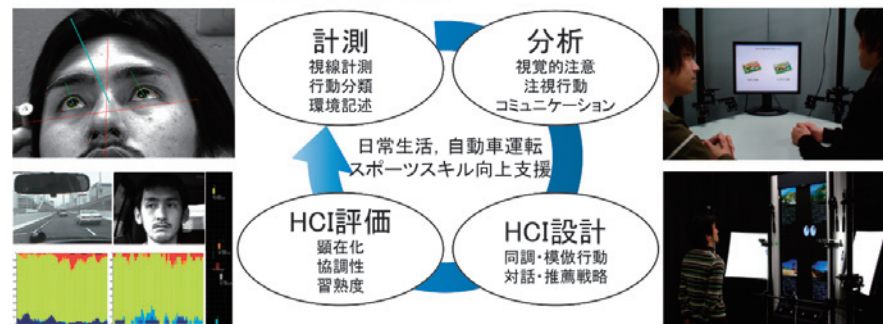 計測
視線計測
行動分類
環境記述
分析
視覚的注意
注視行動
コミュニケーション
日常生活, 自動車運転
スポーツスキル向上支援
HCI評価
顕在化
協調性
習熟度
HCI設計
同調・模倣行動
対話・推薦戦略